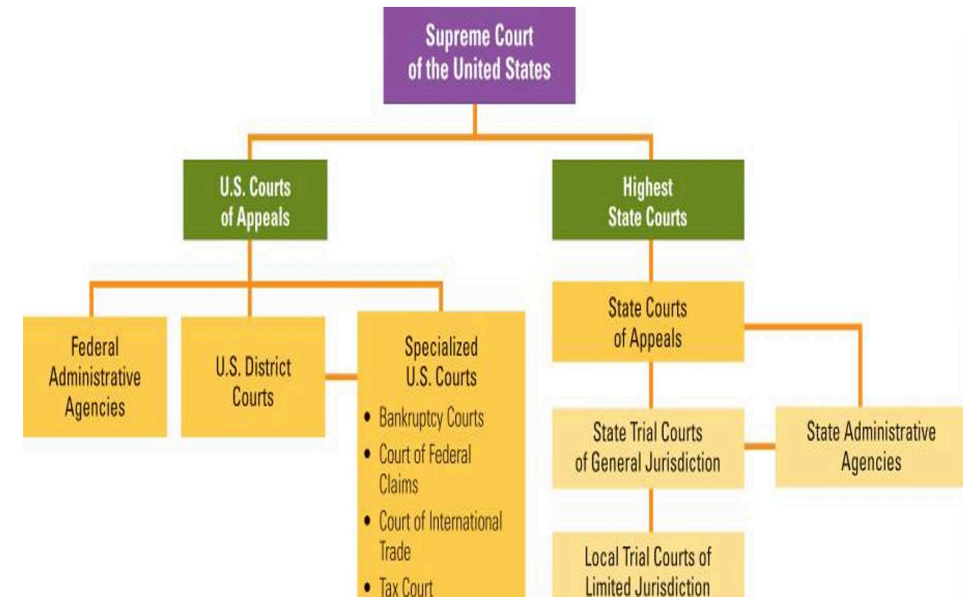 Supreme Court
of the United States
U.S. Courts
of Appeals
Highest
State Courts
Federal
Administrative
Agencies
U.S. District
Courts
Specialized
U.S. Courts
• Bankruptcy Courts
• Court of Federal
Claims
• Court of International
Trade
• Tax Court
State Courts
of Appeals
State Trial Courts
of General Jurisdiction
State Administrative
Agencies
Local Trial Courts of
Limited Jurisdiction